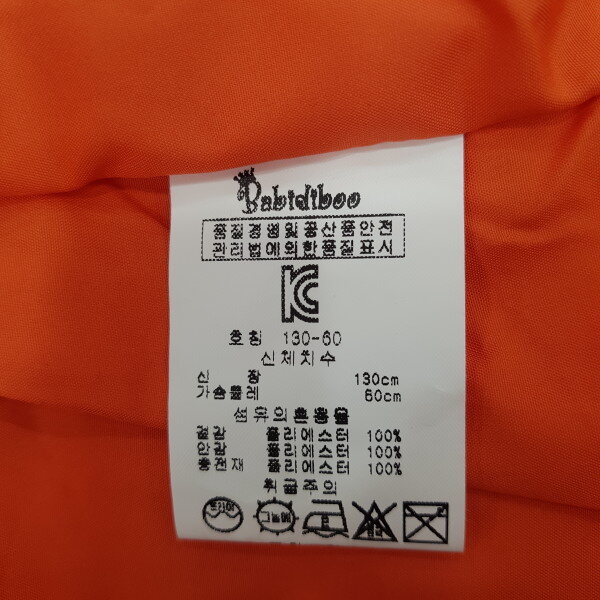 Babidiboo
품질경영및공산품안전
관리법에의한품질표시
호칭 130-60
신체치수
신 장 130cm
가슴둘레 60cm
섬유의혼용율
겉감 폴리에스터 100%
안감 폴리에스터 100%
충전재 폴리에스터 100%
취급주의
드라이